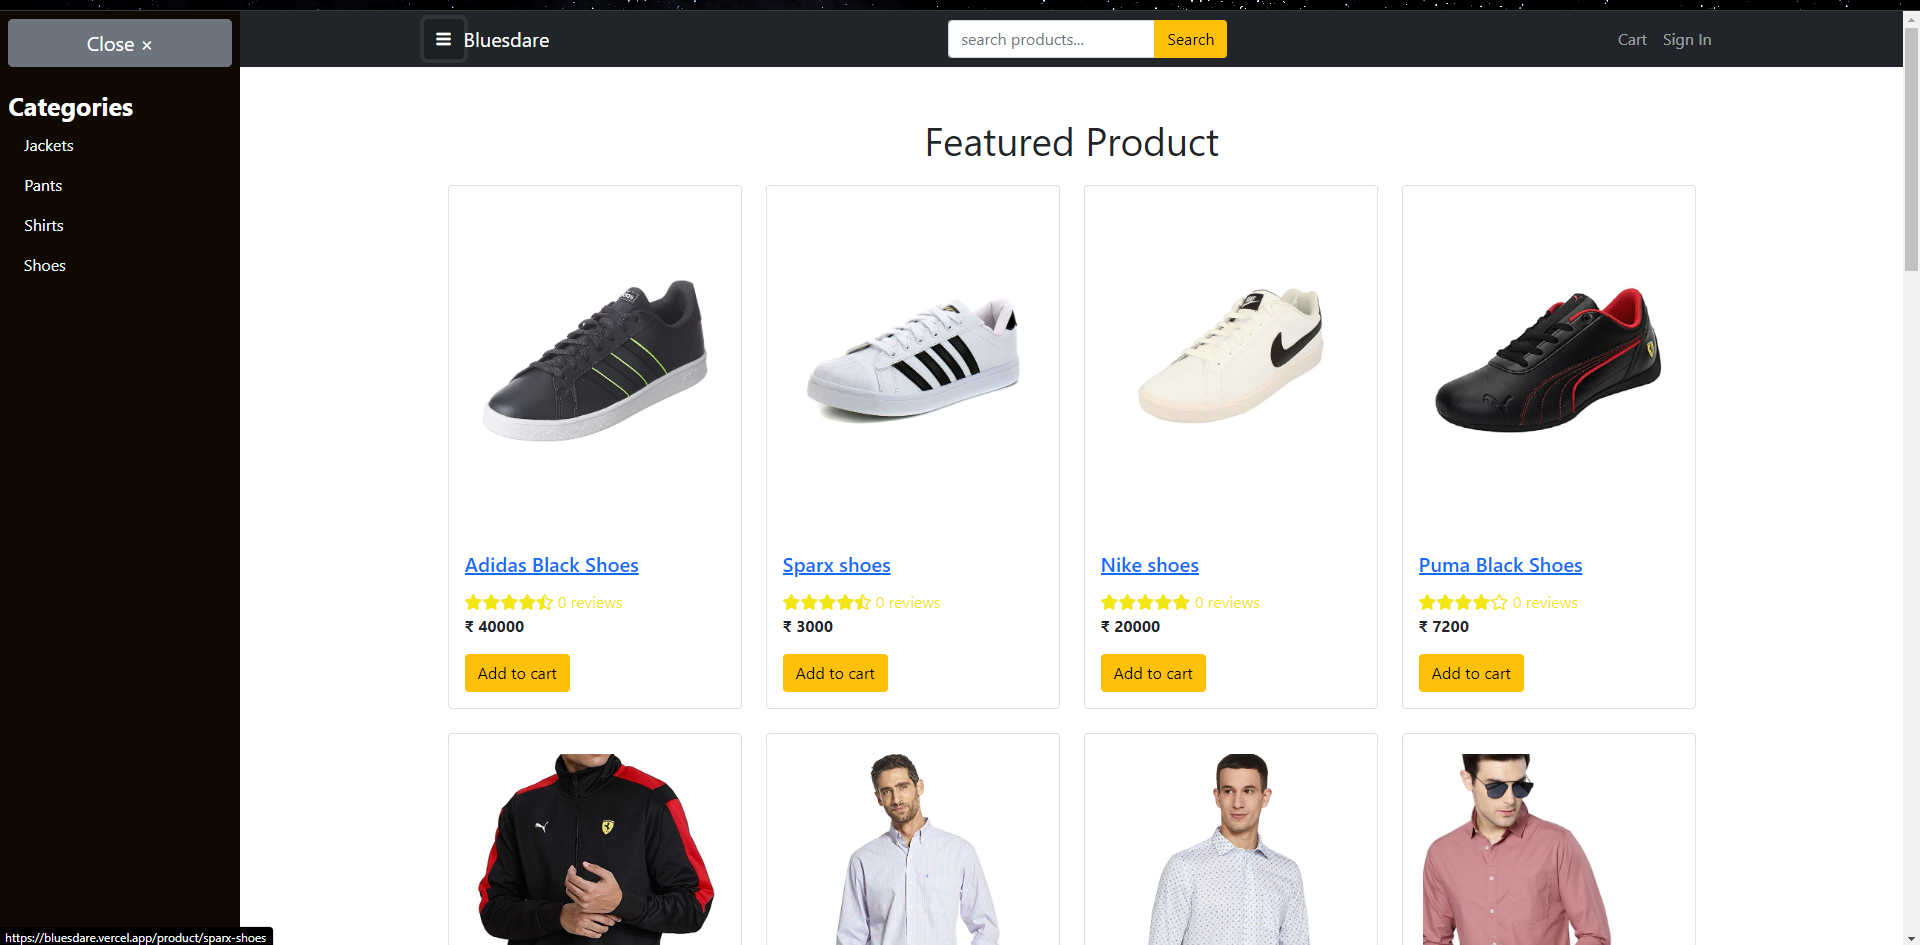 Close ×
Bluesdare
search products...
Search
Cart
Sign In
Categories
Jackets
Pants
Shirts
Shoes
Featured Product
Adidas Black Shoes
0 reviews
₹ 40000
Add to cart
Sparx shoes
0 reviews
₹ 3000
Add to cart
Nike shoes
0 reviews
₹ 20000
Add to cart
Puma Black Shoes
0 reviews
₹ 7200
Add to cart
https://bluesdare.vercel.app/product/sparx-shoes